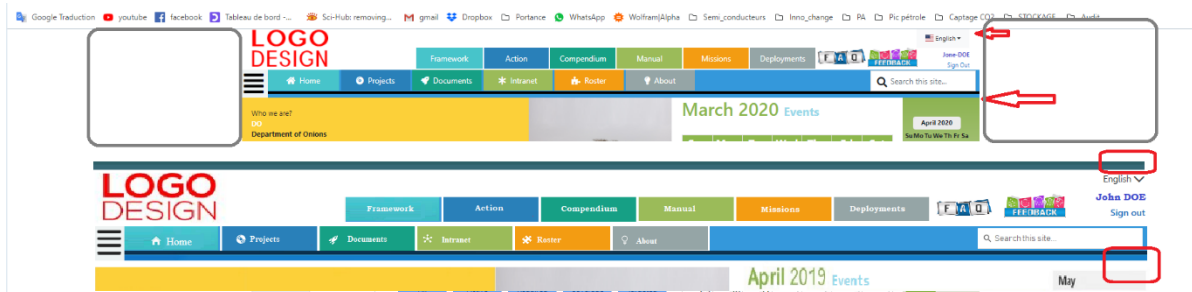 Google Traduction youtube facebook Tableau de bord -... Sci-Hub: removing... gmail Dropbox Portance WhatsApp Wolfram|Alpha Semi_conducteurs Inno_change PA Pic pétrole Captage CO2 STOCKAGE Audit
LOGO
DESIGN
English
Framework Action Compendium Manual Missions Deployments FAQ FEEDBACK
Jone-DOE
Sign Out
Home Projects Documents Intranet Roster About Search this site...
Who we are?
OO
Department of Onions
March 2020 Events
April 2020
Su Mo Tu We Th Fr Sa
LOGO
DESIGN
English
Framework Action Compendium Manual Missions Deployments FAQ FEEDBACK
John DOE
Sign out
Home Projects Documents Intranet Roster About Search this site...
April 2019 Events
May